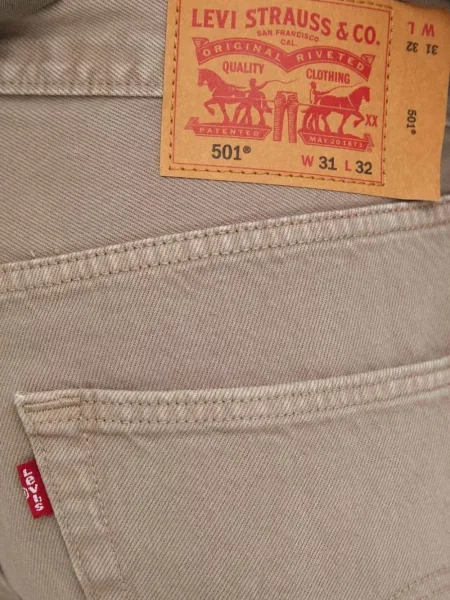 LEVI STRAUSS & CO.
SAN FRANCISCO
CAL.
ORIGINAL RIVETED
QUALITY CLOTHING
XX
PATENTED MAY 20 1873
501® W 31 L 32
W L
31 32
501®
LEVI'S